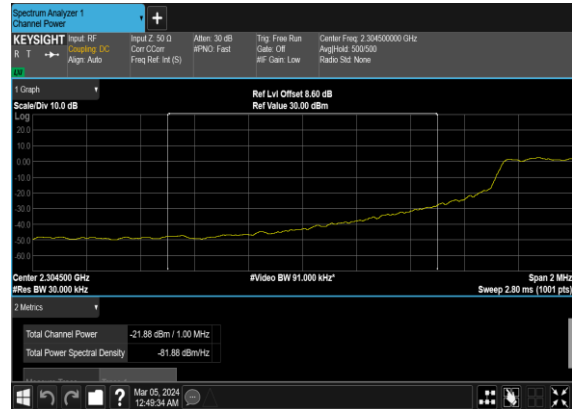 Spectrum Analyzer 1
Channel Power
KEYSIGHT
R T
Input: RF
Coupling: DC
Align: Auto
Input Z: 50 Ω
Corr CCorr
Freq Ref: Int (S)
Atten: 30 dB
#PNO: Fast
Trig: Free Run
Gate: Off
#IF Gain: Low
Center Freq: 2.304500000 GHz
Avg|Hold: 500/500
Radio Std: None
1 Graph
Scale/Div 10.0 dB
Ref Lvl Offset 8.60 dB
Ref Value 30.00 dBm
Log
20.0
10.0
0.00
-10.0
-20.0
-30.0
-40.0
-50.0
-60.0
Center 2.304500 GHz
#Res BW 30.000 kHz
#Video BW 91.000 kHz*
Span 2 MHz
Sweep 2.80 ms (1001 pts)
2 Metrics
Total Channel Power -21.88 dBm / 1.00 MHz
Total Power Spectral Density -81.88 dBm/Hz
Mar 05, 2024
12:49:34 AM